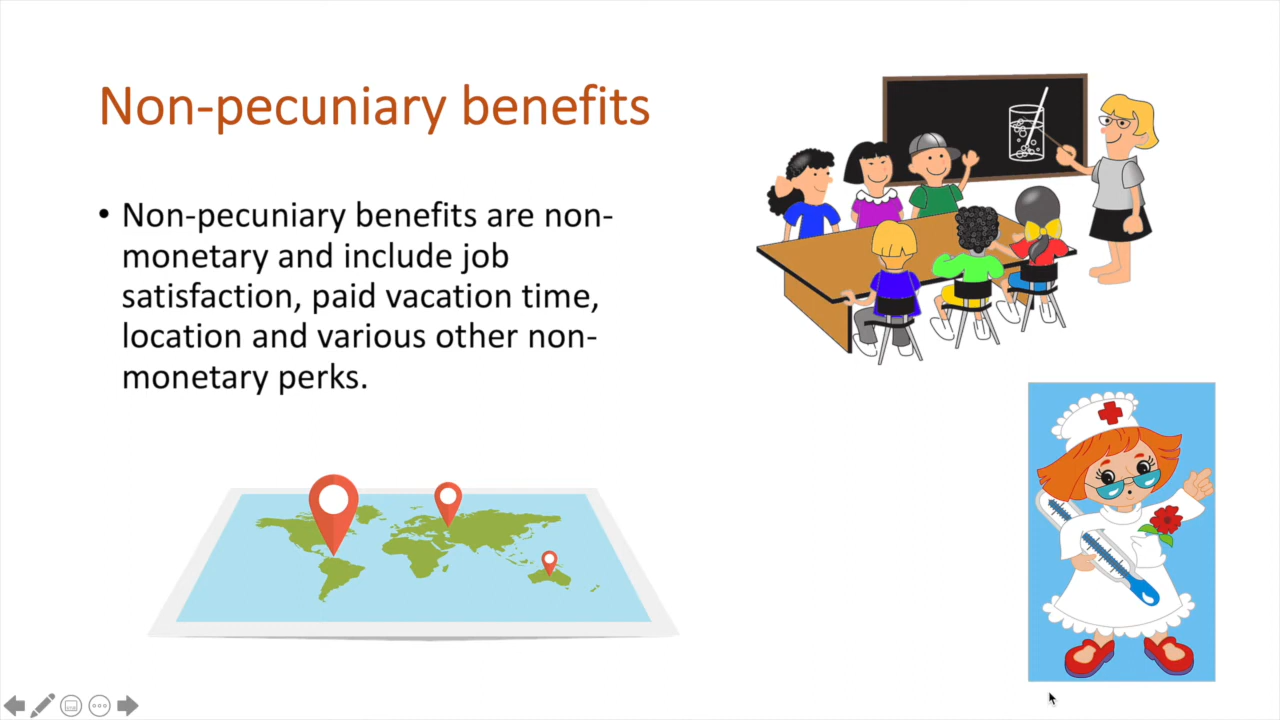 Non-pecuniary benefits
• Non-pecuniary benefits are non-
monetary and include job
satisfaction, paid vacation time,
location and various other non-
monetary perks.